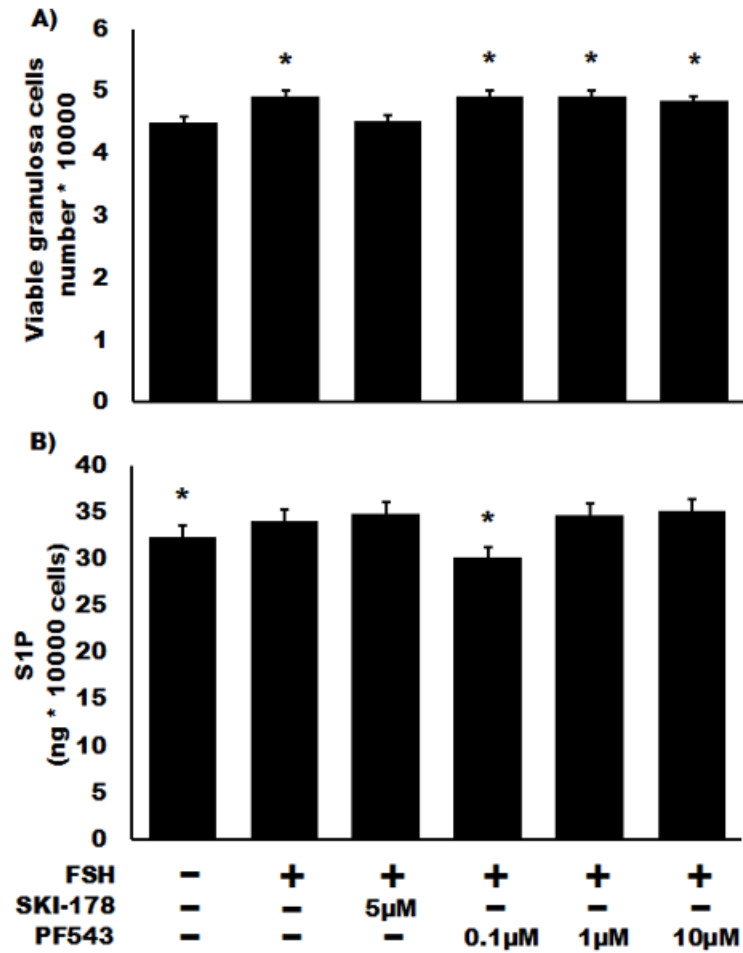 A)
Viable granulosa cells
number * 10000
6
5
4
3
2
1
0
* * * *
B)
S1P
(ng * 10000 cells)
40
35
30
25
20
15
10
5
0
* *
FSH − + + + + +
SKI-178 − − 5µM − − −
PF543 − − − 0.1µM 1µM 10µM